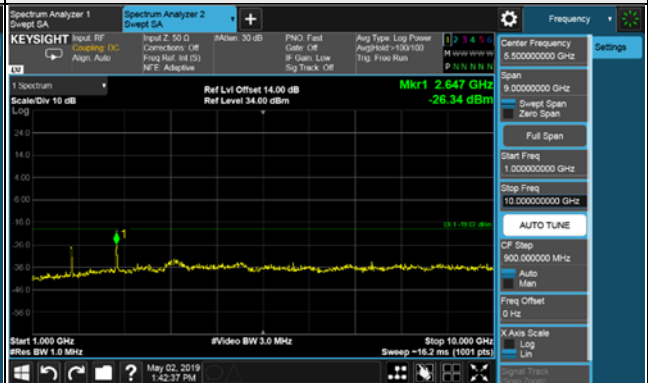 Spectrum Analyzer 1
Swept SA
Spectrum Analyzer 2
Swept SA
+
Frequency
KEYSIGHT
Input: RF
Coupling: DC
Align: Auto
Input Z: 50 Ω
Corrections: Off
Freq Ref: Int (S)
NFE: Adaptive
#Atten: 30 dB
PNO: Fast
Gate: Off
IF Gain: Low
Sig Track: Off
Avg Type: Log Power
Avg|Hold:>100/100
Trig: Free Run
1 2 3 4 5 6
M W W W W W
P N N N N N
LVI
1 Spectrum
Scale/Div 10 dB
Log
Ref Lvl Offset 14.00 dB
Ref Level 34.00 dBm
Mkr1 2.647 GHz
-26.34 dBm
24.0
14.0
4.00
-6.00
-16.0
-26.0
-36.0
-46.0
-56.0
1
Start 1.000 GHz
#Res BW 1.0 MHz
#Video BW 3.0 MHz
Stop 10.000 GHz
Sweep ~16.2 ms (1001 pts)
May 02, 2019
1:42:37 PM
?
Center Frequency
5.500000000 GHz
Settings
Span
9.00000000 GHz
Swept Span
Zero Span
Full Span
Start Freq
1.000000000 GHz
Stop Freq
10.000000000 GHz
AUTO TUNE
CF Step
900.000000 MHz
Auto
Man
Freq Offset
0 Hz
X Axis Scale
Log
Lin
Signal Track